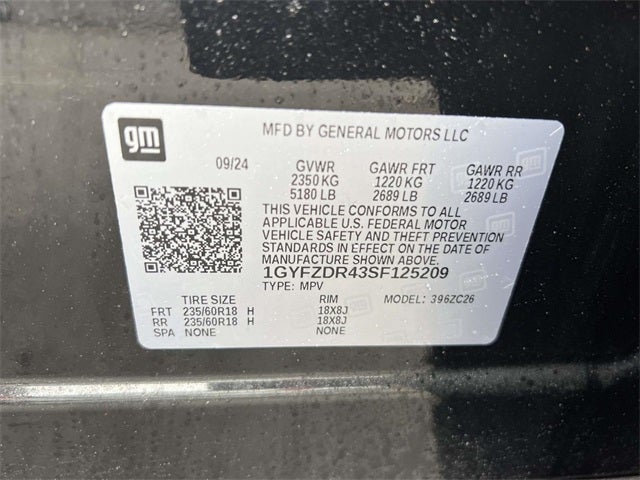 gm
MFD BY GENERAL MOTORS LLC
09/24 GVWR GAWR FRT GAWR RR
2350 KG 1220 KG 1220 KG
5180 LB 2689 LB 2689 LB
THIS VEHICLE CONFORMS TO ALL
APPLICABLE U.S. FEDERAL MOTOR
VEHICLE SAFETY AND THEFT PREVENTION
STANDARDS IN EFFECT ON THE DATE OF
MANUFACTURE SHOWN ABOVE.
1GYFZDR43SF125209
TYPE: MPV
TIRE SIZE RIM MODEL: 396ZC26
FRT 235/60R18 H 18X8J
RR 235/60R18 H 18X8J
SPA NONE NONE